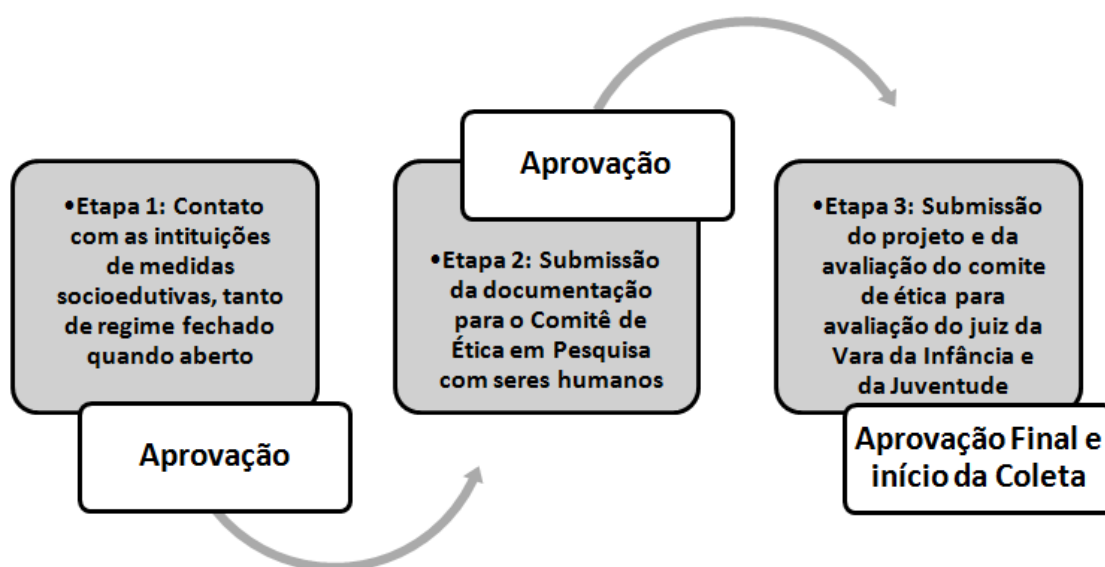 •Etapa 1: Contato
com as intituições
de medidas
socioedutivas, tanto
de regime fechado
quando aberto
Aprovação
Aprovação
•Etapa 2: Submissão
da documentação
para o Comitê de
Ética em Pesquisa
com seres humanos
•Etapa 3: Submissão
do projeto e da
avaliação do comite
de ética para
avaliação do juiz da
Vara da Infância e
da Juventude
Aprovação Final e
início da Coleta